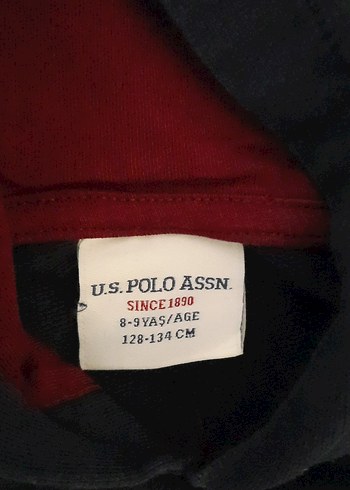 U.S. POLO ASSN.
SINCE 1890
8-9 YAŞ/AGE
128-134 CM